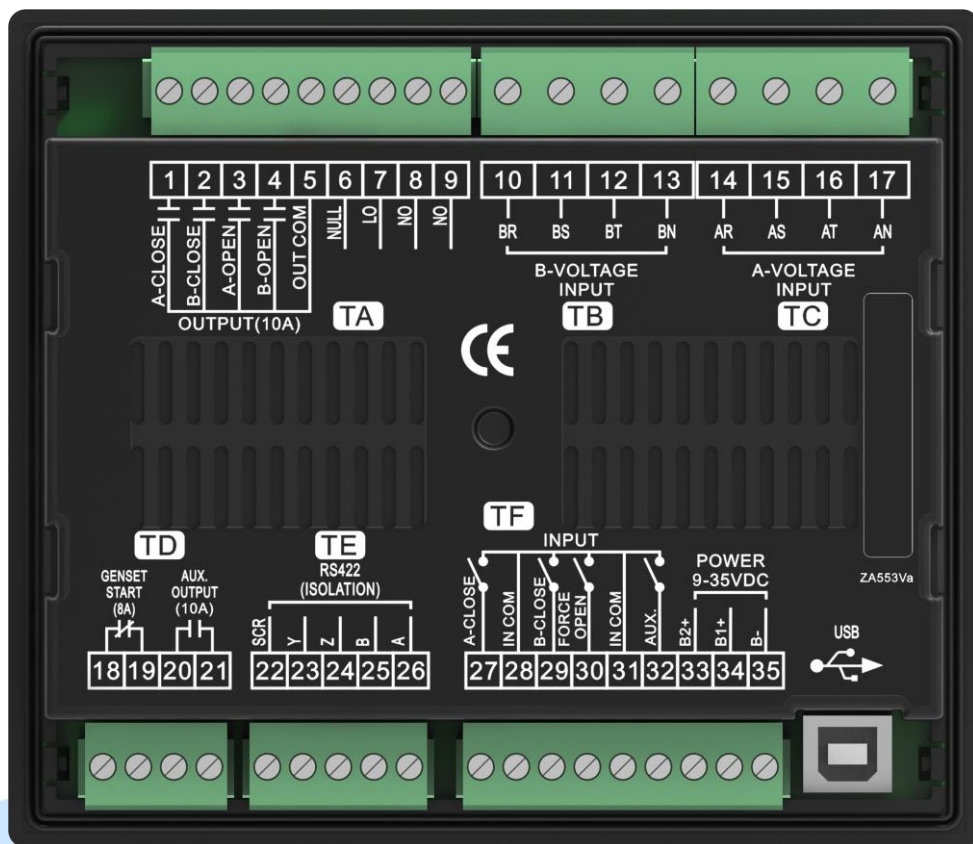 1 2 3 4 5 6 7 8 9
10 11 12 13
14 15 16 17
A-CLOSE
B-CLOSE
A-OPEN
B-OPEN
OUT COM
NULL
LO
NO
NO
OUTPUT(10A)
TA
BR BS BT BN
B-VOLTAGE
INPUT
TB
AR AS AT AN
A-VOLTAGE
INPUT
TC
CE
TD
GENSET
START
(8A)
AUX.
OUTPUT
(10A)
18 19 20 21
TE
RS422
(ISOLATION)
SCR
Y
Z
B
A
22 23 24 25 26
TF
INPUT
A-CLOSE
IN COM
B-CLOSE
FORCE
OPEN
IN COM
AUX.
POWER
9-35VDC
B2+
B1+
B-
27 28 29 30 31 32 33 34 35
ZA553Va
USB